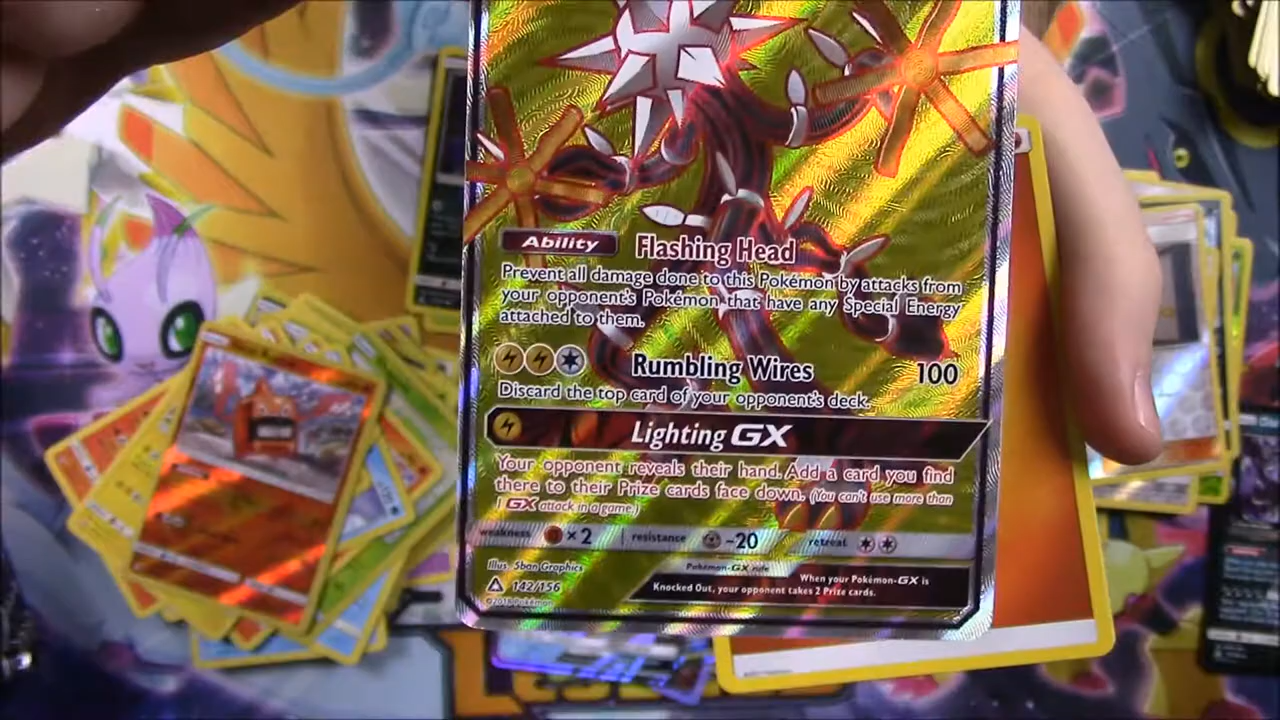 Ability Flashing Head
Prevent all damage done to this Pokémon by attacks from
your opponent's Pokémon that have any Special Energy
attached to them.
Rumbling Wires 100
Discard the top card of your opponent's deck.
Lighting GX
Your opponent reveals their hand. Add a card you find
there to their Prize cards face down. (You can't use more than
1 GX attack in a game.)
weakness ×2 resistance -20 retreat
Illus. 5ban Graphics
142/156
©2018 Pokémon
Pokémon-GX rule
When your Pokémon-GX is
Knocked Out, your opponent takes 2 Prize cards.